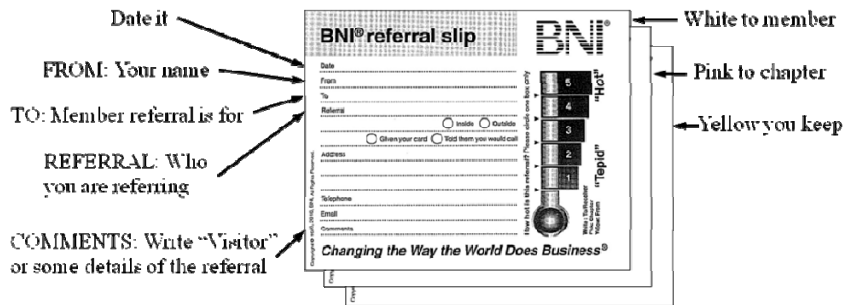 Date it
FROM: Your name
TO: Member referral is for
REFERRAL: Who
you are referring
COMMENTS: Write “Visitor”
or some details of the referral
BNI® referral slip
BNI®
Date
From
To
Referral
Inside Outside
Given your card Told them you would call
Address
Telephone
Email
Comments
Changing the Way the World Does Business®
How hot is this referral? Please circle one box only
5
4
3
2
1
"Hot"
"Tepid"
White to member
Pink to chapter
Yellow you keep